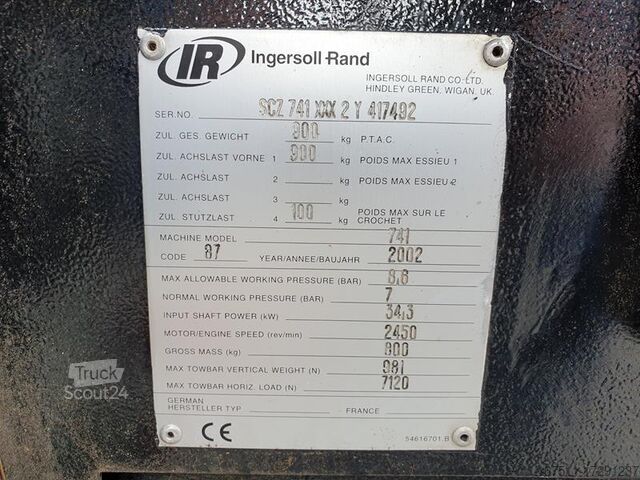 IR Ingersoll-Rand
INGERSOLL RAND CO. LTD.
HINDLEY GREEN, WIGAN, UK.
SER.NO. SCZ 741 XXX 2 Y 417492
ZUL. GES. GEWICHT 900 kg P.T.A.C.
ZUL. ACHSLAST VORNE 1 900 kg POIDS MAX ESSIEU 1
ZUL. ACHSLAST 2 kg POIDS MAX ESSIEU 2
ZUL. ACHSLAST 3 kg
ZUL. STUTZLAST 4 100 kg POIDS MAX SUR LE CROCHET
MACHINE MODEL 741
CODE 87 YEAR/ANNEE/BAUJAHR 2002
MAX ALLOWABLE WORKING PRESSURE (BAR) 8,6
NORMAL WORKING PRESSURE (BAR) 7
INPUT SHAFT POWER (kW) 34,3
MOTOR/ENGINE SPEED (rev/min) 2450
GROSS MASS (kg) 900
MAX TOWBAR VERTICAL WEIGHT (N) 981
MAX TOWBAR HORIZ. LOAD (N) 7120
GERMAN
HERSTELLER TYP FRANCE
CE 54616701.B
Truck
Scout24